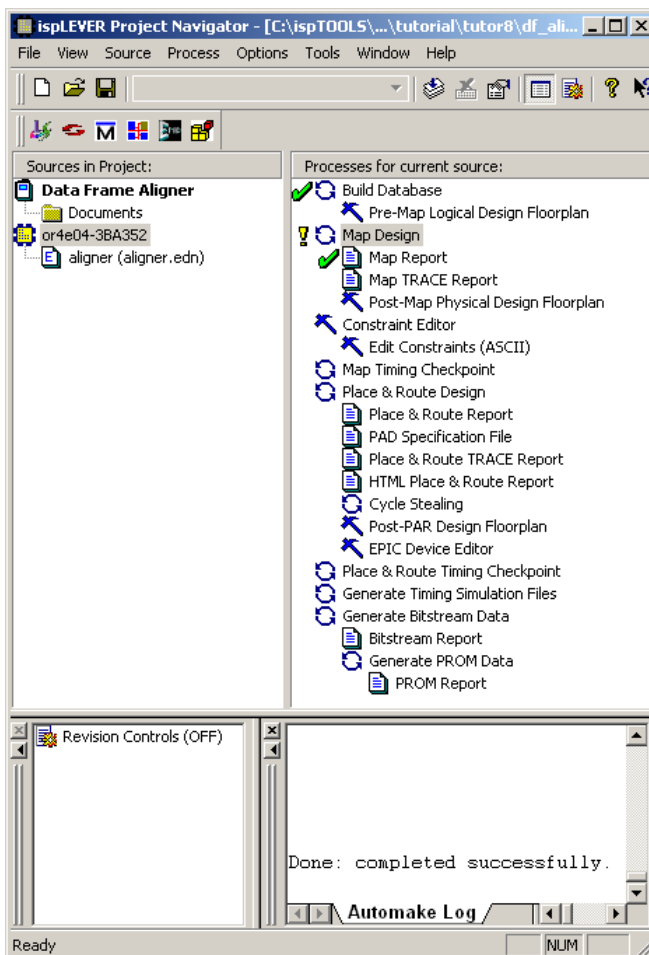 ispLEVER Project Navigator - [C:\ispTOOLS\...\tutorial\tutor8\df_ali...
File View Source Process Options Tools Window Help
Sources in Project:
Data Frame Aligner
Documents
or4e04-3BA352
aligner (aligner.edn)
Processes for current source:
Build Database
Pre-Map Logical Design Floorplan
Map Design
Map Report
Map TRACE Report
Post-Map Physical Design Floorplan
Constraint Editor
Edit Constraints (ASCII)
Map Timing Checkpoint
Place & Route Design
Place & Route Report
PAD Specification File
Place & Route TRACE Report
HTML Place & Route Report
Cycle Stealing
Post-PAR Design Floorplan
EPIC Device Editor
Place & Route Timing Checkpoint
Generate Timing Simulation Files
Generate Bitstream Data
Bitstream Report
Generate PROM Data
PROM Report
Revision Controls (OFF)
Done: completed successfully.
Automake Log
Ready
NUM